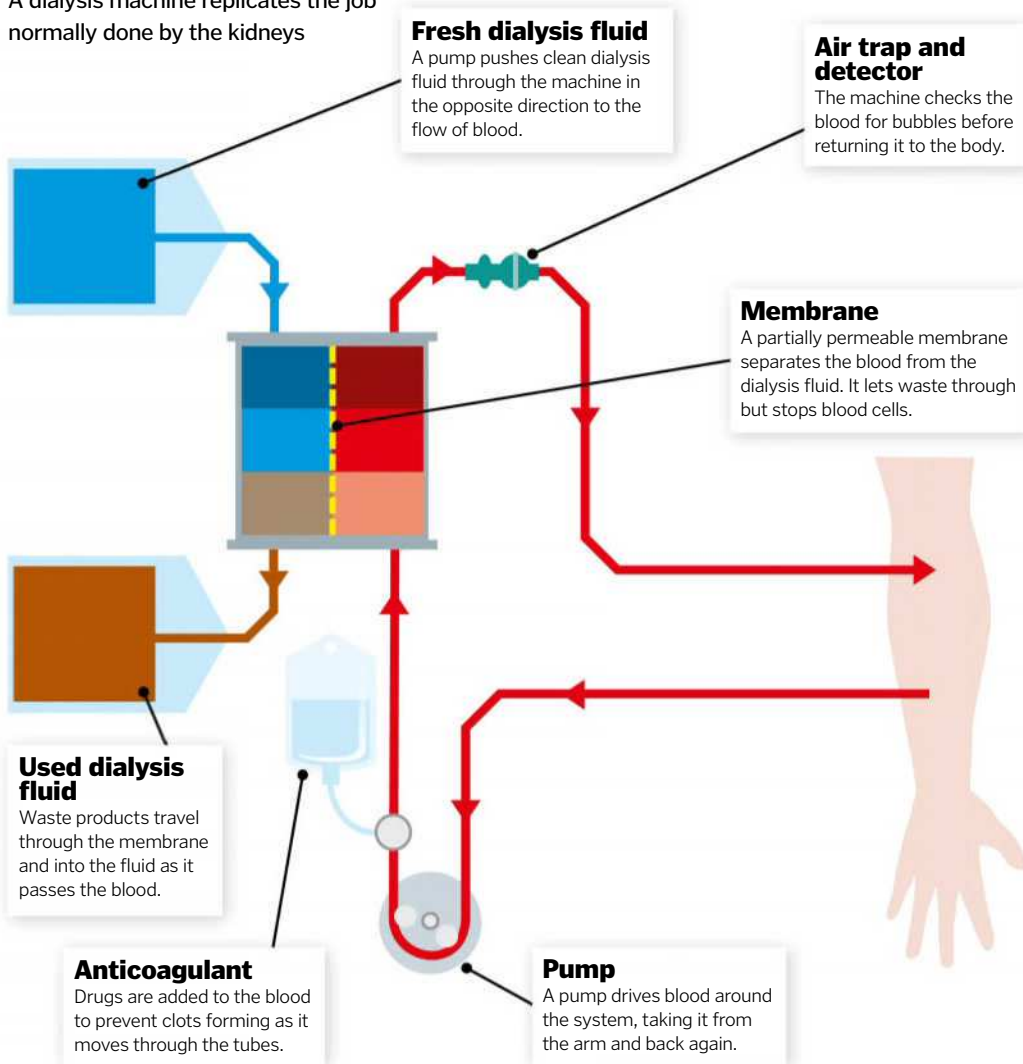 A dialysis machine replicates the job
normally done by the kidneys
Fresh dialysis fluid
A pump pushes clean dialysis
fluid through the machine in
the opposite direction to the
flow of blood.
Air trap and
detector
The machine checks the
blood for bubbles before
returning it to the body.
Membrane
A partially permeable membrane
separates the blood from the
dialysis fluid. It lets waste through
but stops blood cells.
Used dialysis
fluid
Waste products travel
through the membrane
and into the fluid as it
passes the blood.
Anticoagulant
Drugs are added to the blood
to prevent clots forming as it
moves through the tubes.
Pump
A pump drives blood around
the system, taking it from
the arm and back again.